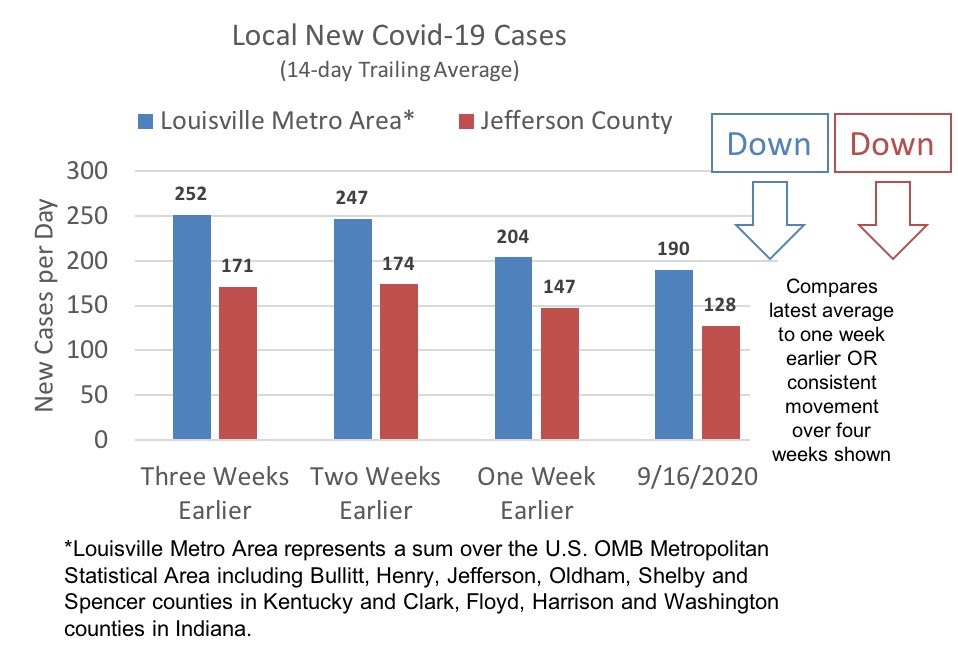 Local New Covid-19 Cases
(14-day Trailing Average)
Louisville Metro Area*
Jefferson County
Down
Down
New Cases per Day
300
250
200
150
100
50
0
252
171
247
174
204
147
190
128
Three Weeks
Earlier
Two Weeks
Earlier
One Week
Earlier
9/16/2020
Compares
latest average
to one week
earlier OR
consistent
movement
over four
weeks shown
*Louisville Metro Area represents a sum over the U.S. OMB Metropolitan
Statistical Area including Bullitt, Henry, Jefferson, Oldham, Shelby and
Spencer counties in Kentucky and Clark, Floyd, Harrison and Washington
counties in Indiana.